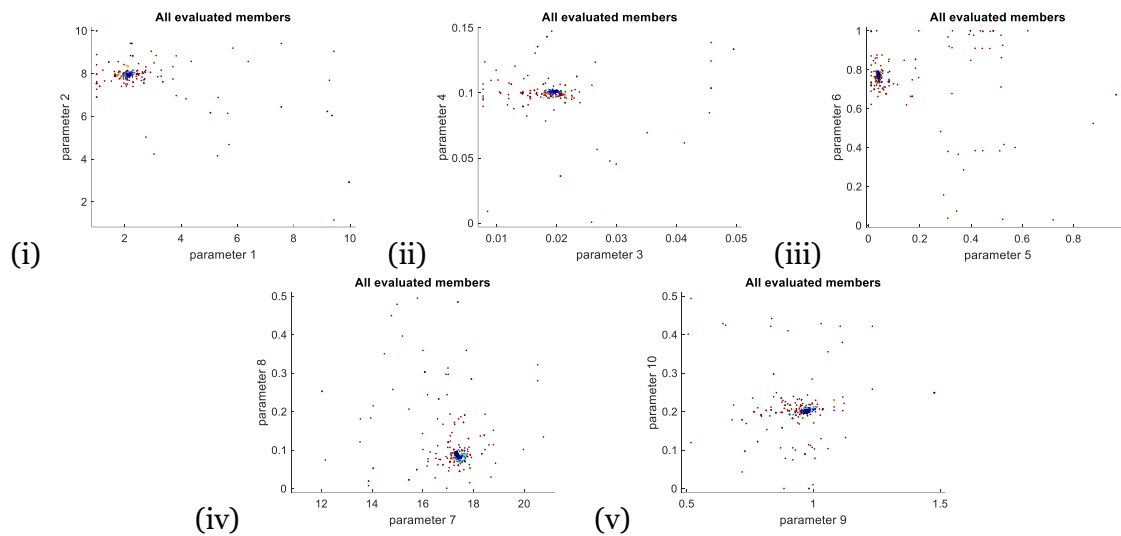 All evaluated members
10
8
6
4
2
parameter 2
2
4
6
8
10
parameter 1
(i)
All evaluated members
0.15
0.1
0.05
0
parameter 4
0.01
0.02
0.03
0.04
0.05
parameter 3
(ii)
All evaluated members
1
0.8
0.6
0.4
0.2
0
parameter 6
0
0.2
0.4
0.6
0.8
parameter 5
(iii)
All evaluated members
0.5
0.4
0.3
0.2
0.1
0
parameter 8
12
14
16
18
20
parameter 7
(iv)
All evaluated members
0.5
0.4
0.3
0.2
0.1
0
parameter 10
0.5
1
1.5
parameter 9
(v)